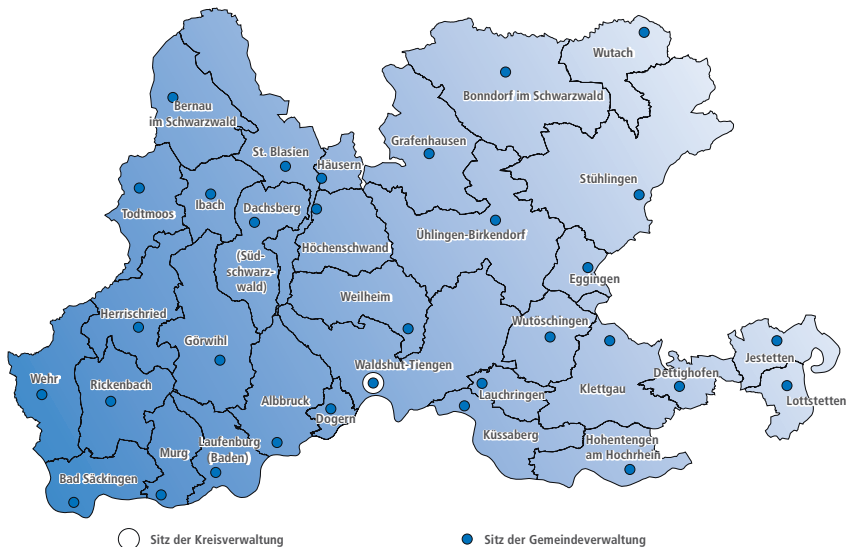 Wutach
Bonndorf im Schwarzwald
Bernau
im Schwarzwald
Grafenhausen
St. Blasien
Häusern
Stühlingen
Todtmoos
Ibach
Dachsberg
(Süd-
schwarz-
wald)
Höchenschwand
Ühlingen-Birkendorf
Eggingen
Weilheim
Herrischried
Wutöschingen
Görwihl
Waldshut-Tiengen
Jestetten
Dettighofen
Wehr
Rickenbach
Klettgau
Lauchringen
Lottstetten
Albbruck
Dogern
Küssaberg
Laufenburg
(Baden)
Hohentengen
am Hochrhein
Murg
Bad Säckingen
Sitz der Kreisverwaltung
Sitz der Gemeindeverwaltung